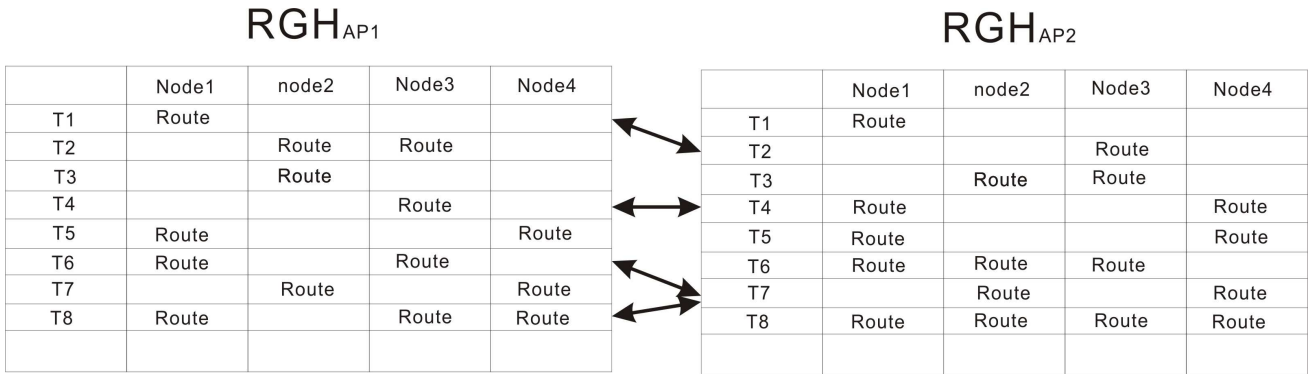 RGHAP1
Node1 node2 Node3 Node4
T1 Route
T2 Route Route
T3 Route
T4 Route
T5 Route Route
T6 Route Route
T7 Route Route
T8 Route Route Route
RGHAP2
Node1 node2 Node3 Node4
T1 Route
T2 Route
T3 Route Route
T4 Route Route
T5 Route Route
T6 Route Route Route
T7 Route Route
T8 Route Route Route Route